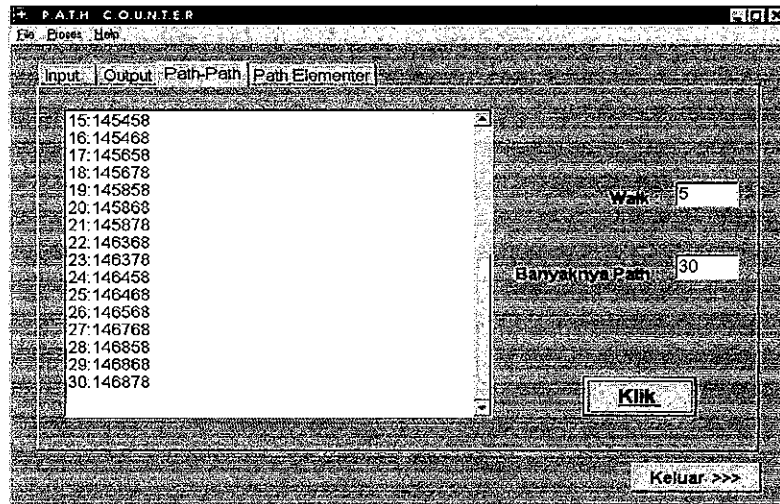 P.A.T.H C.O.U.N.T.E.R
File Proses Help
Input Output Path-Path Path Elementer
15:145458
16:145468
17:145658
18:145678
19:145858
20:145868
21:145878
22:146368
23:146378
24:146458
25:146468
26:146568
27:146768
28:146858
29:146868
30:146878
Walk 5
Banyaknya Path 30
Klik
Keluar >>>